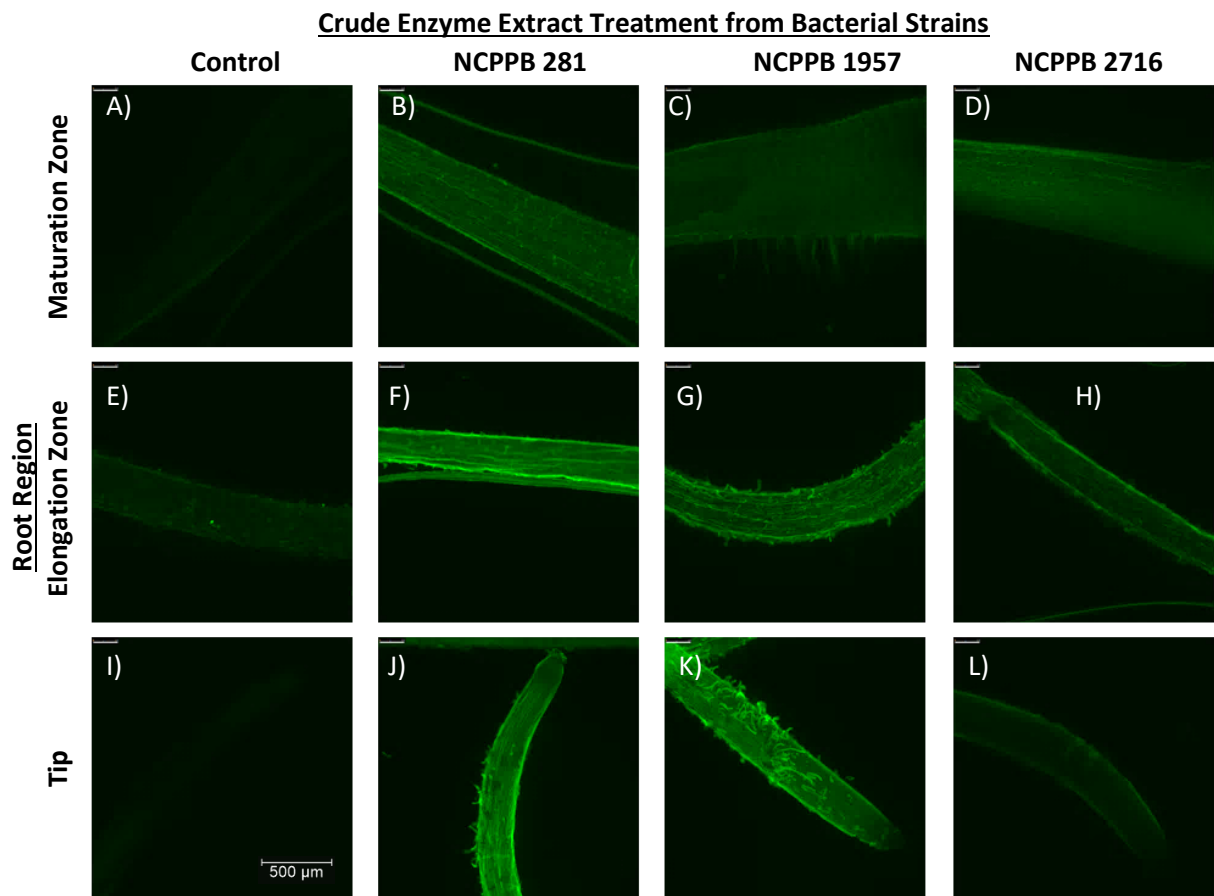 Crude Enzyme Extract Treatment from Bacterial Strains
Control
NCPPB 281
NCPPB 1957
NCPPB 2716
Root Region
Maturation Zone
A)
B)
C)
D)
Elongation Zone
E)
F)
G)
H)
Tip
I)
J)
K)
L)
500 µm